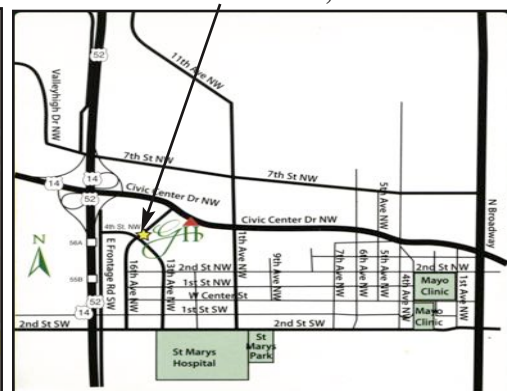 52
11th Ave NW
Valleyhigh Dr NW
7th St NW
7th St NW
14
14
52
Civic Center Dr NW
Civic Center Dr NW
5th Ave NW
N Broadway
4th St. NW
GH
N
56A
E Frontage Rd SW
16th Ave NW
13th Ave NW
11th Ave NW
9th Ave NW
7th Ave NW
6th Ave NW
5th Ave NW
4th Ave NW
1st Ave NW
2nd St NW
2nd St NW
55B
1st St NW
W Center St
Mayo
Clinic
52
14
1st St SW
Mayo
Clinic
2nd St SW
2nd St SW
St Marys
Hospital
St
Marys
Park